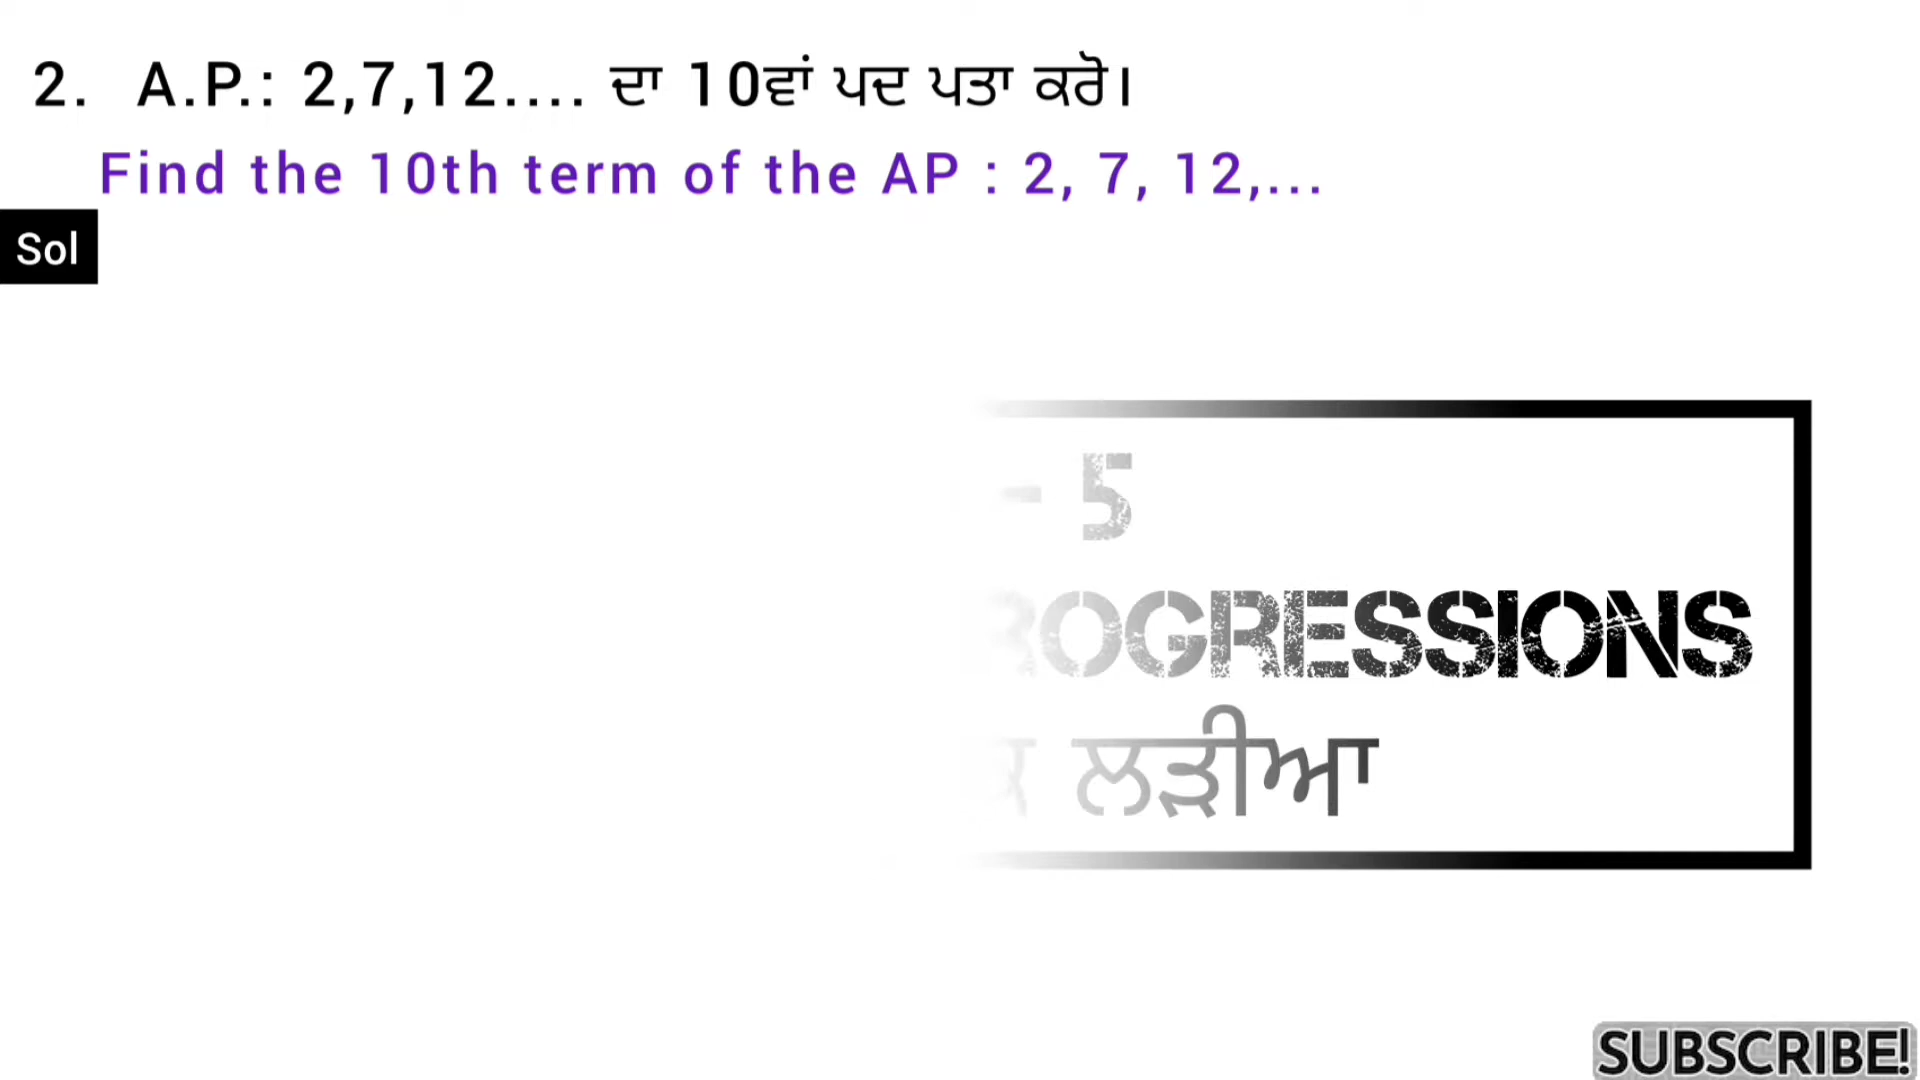 2. A.P.: 2,7,12.... ਦਾ 10ਵਾਂ ਪਦ ਪਤਾ ਕਰੋ।
Find the 10th term of the AP : 2, 7, 12,...
Sol
- 5
ROGRESSIONS
ਲੜੀਆ
SUBSCRIBE!